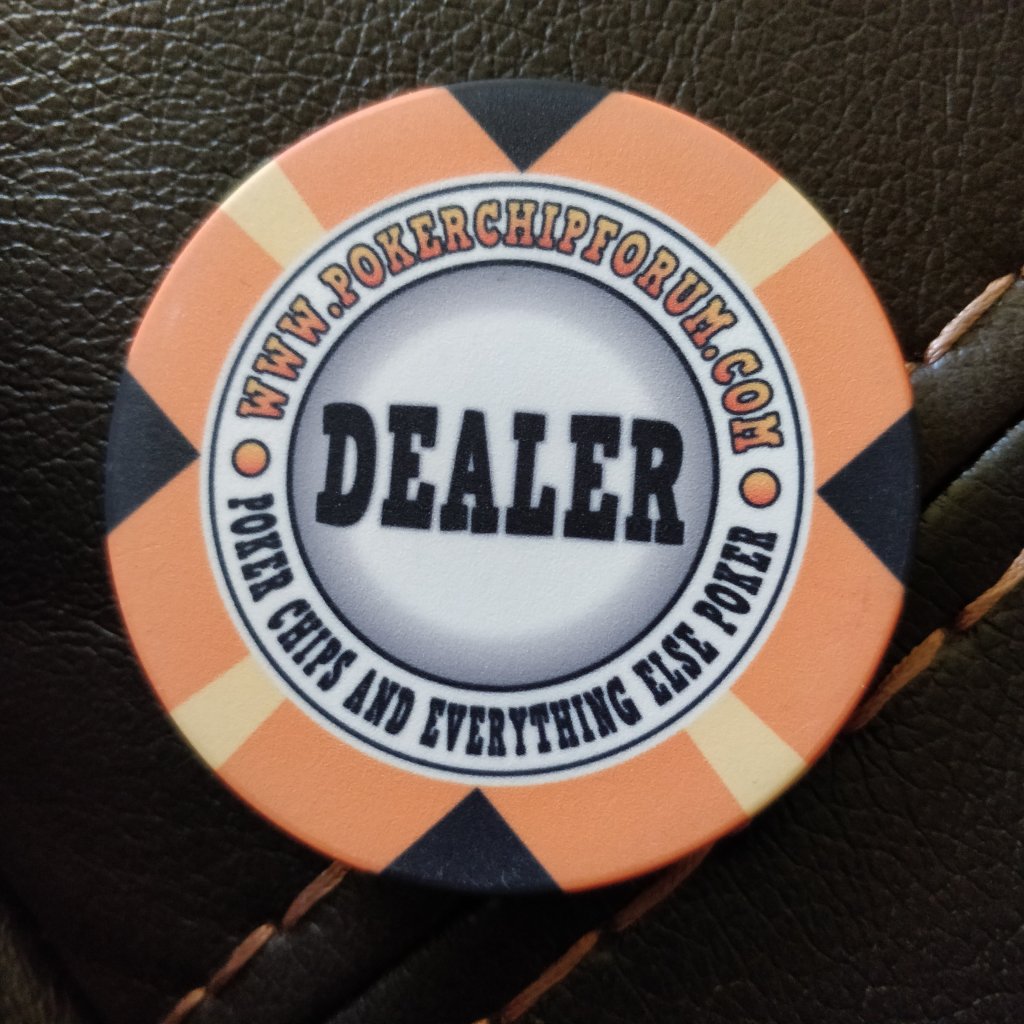 WWW.POKERCHIPFORUM.COM
DEALER
POKER CHIPS AND EVERYTHING ELSE POKER